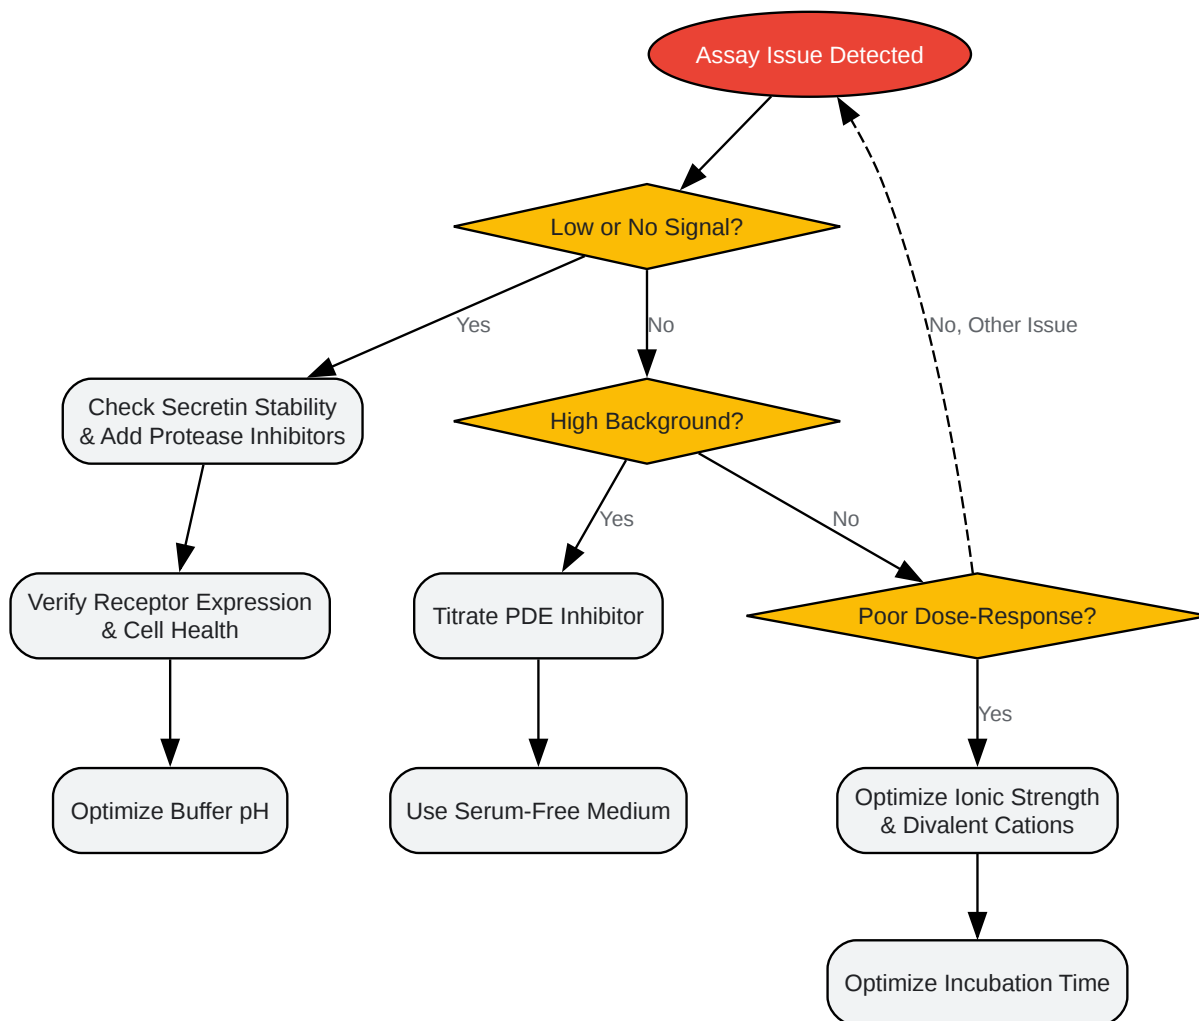 Assay Issue Detected
Low or No Signal?
Yes
No
No, Other Issue
Check Secretin Stability
& Add Protease Inhibitors
High Background?
Yes
No
Verify Receptor Expression
& Cell Health
Titrate PDE Inhibitor
Poor Dose-Response?
Yes
Optimize Buffer pH
Use Serum-Free Medium
Optimize Ionic Strength
& Divalent Cations
Optimize Incubation Time